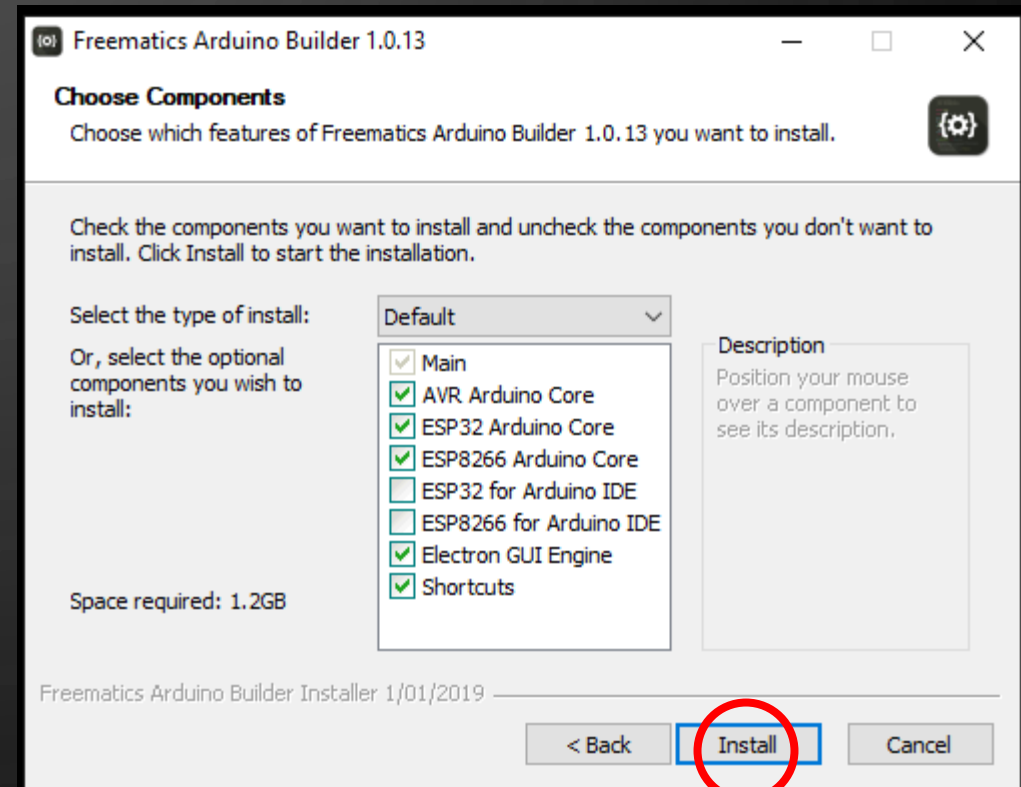 Freematics Arduino Builder 1.0.13
Choose Components
Choose which features of Freematics Arduino Builder 1.0.13 you want to install.
Check the components you want to install and uncheck the components you don't want to
install. Click Install to start the installation.
Select the type of install:
Default
Or, select the optional
components you wish to
install:
Main
AVR Arduino Core
ESP32 Arduino Core
ESP8266 Arduino Core
ESP32 for Arduino IDE
ESP8266 for Arduino IDE
Electron GUI Engine
Shortcuts
Description
Position your mouse
over a component to
see its description.
Space required: 1.2GB
Freematics Arduino Builder Installer 1/01/2019
< Back
Install
Cancel